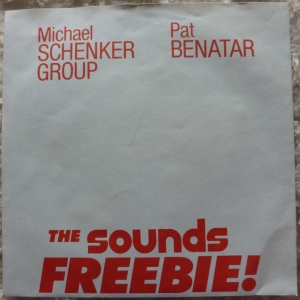 Michael
SCHENKER
GROUP
Pat
BENATAR
THE sounds
FREEBIE!